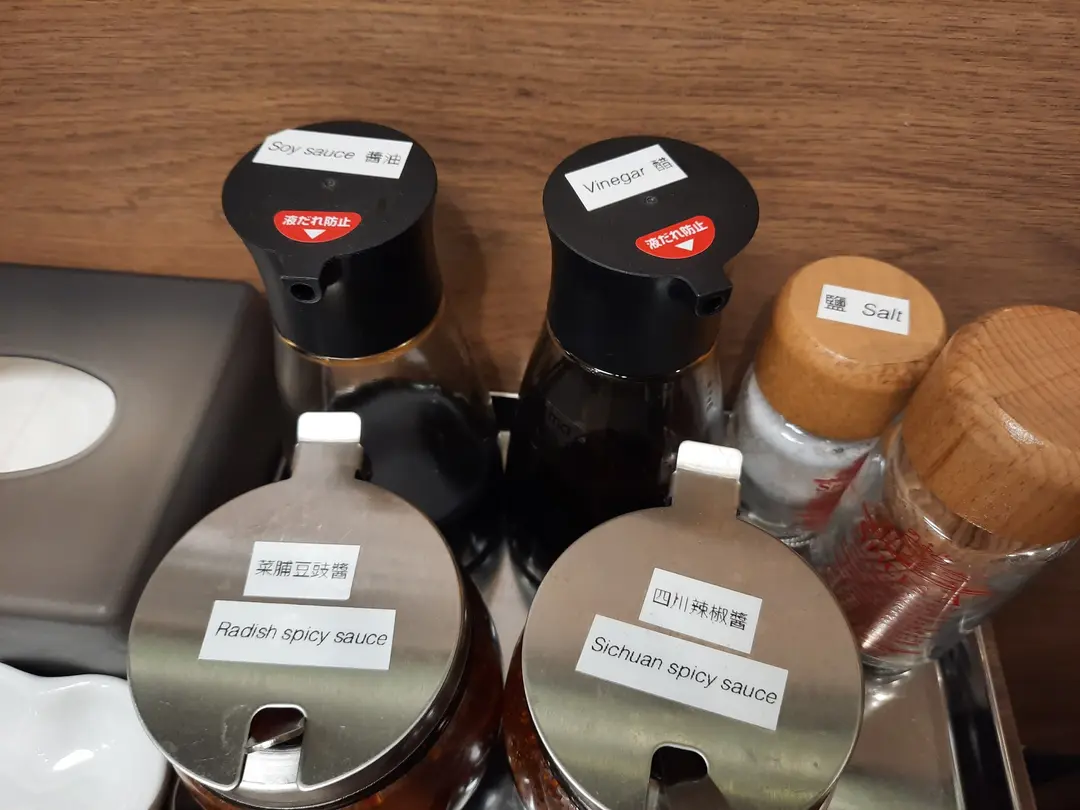 Soy sauce 醬油
液だれ防止
Vinegar 醋
液だれ防止
鹽 Salt
菜脯豆豉醬
Radish spicy sauce
四川辣椒醬
Sichuan spicy sauce